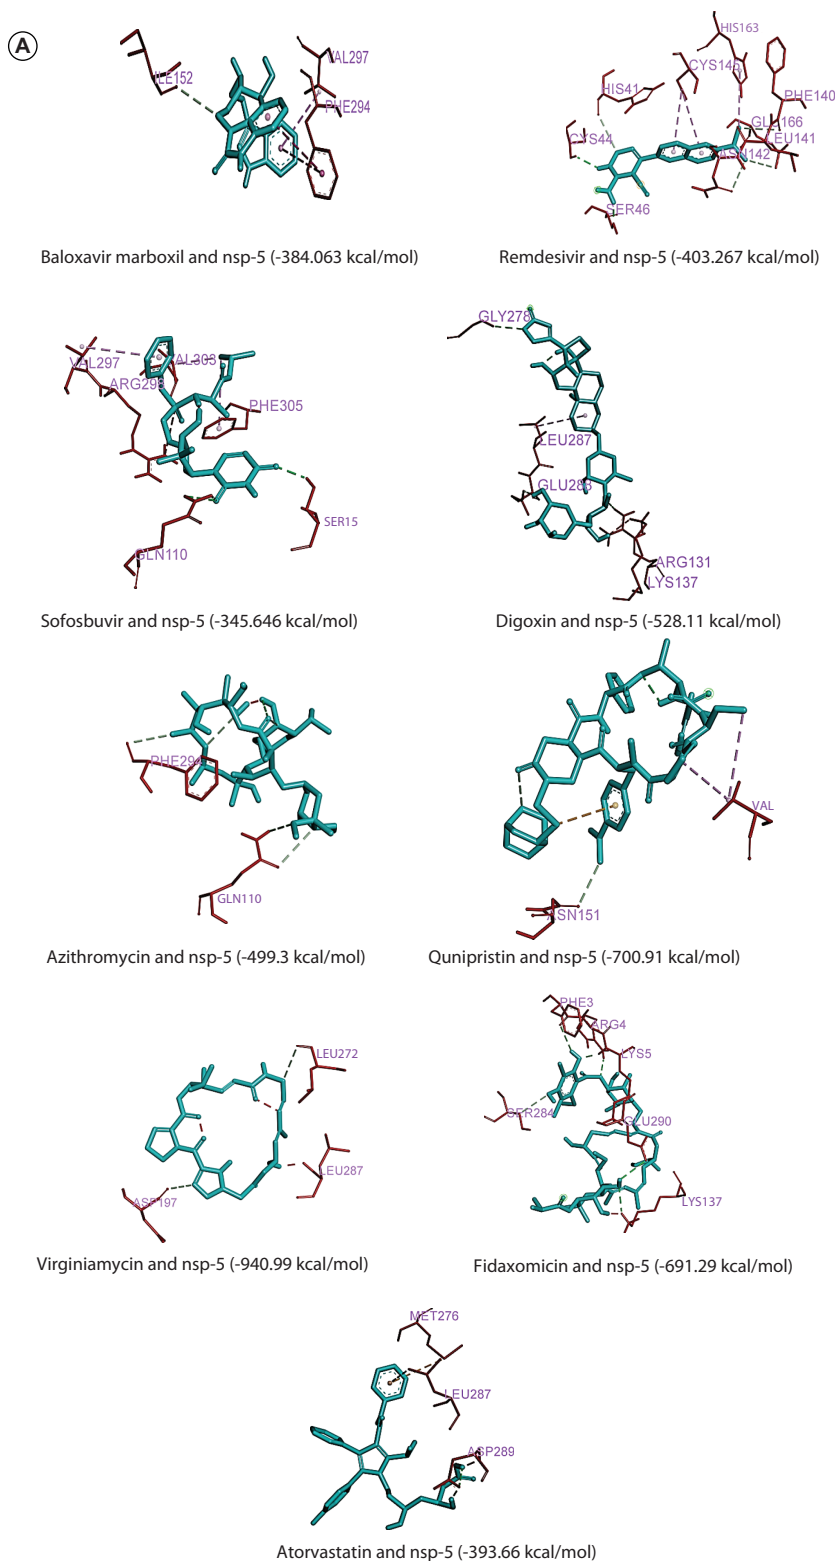 A
ILE152
VAL297
PHE294
Baloxavir marboxil and nsp-5 (-384.063 kcal/mol)
HIS163
CYS145
HIS41
PHE140
GLU166
CYS44
LEU141
ASN142
SER46
Remdesivir and nsp-5 (-403.267 kcal/mol)
VAL297
VAL303
ARG298
PHE305
SER15
GLN110
Sofosbuvir and nsp-5 (-345.646 kcal/mol)
GLY278
LEU287
GLU288
ARG131
LYS137
Digoxin and nsp-5 (-528.11 kcal/mol)
PHE294
GLN110
Azithromycin and nsp-5 (-499.3 kcal/mol)
VAL
ASN151
Qunipristin and nsp-5 (-700.91 kcal/mol)
LEU272
LEU287
ASP197
Virginiamycin and nsp-5 (-940.99 kcal/mol)
PHE3
ARG4
LYS5
SER284
GLU290
LYS137
Fidaxomicin and nsp-5 (-691.29 kcal/mol)
MET276
LEU287
ASP289
Atorvastatin and nsp-5 (-393.66 kcal/mol)